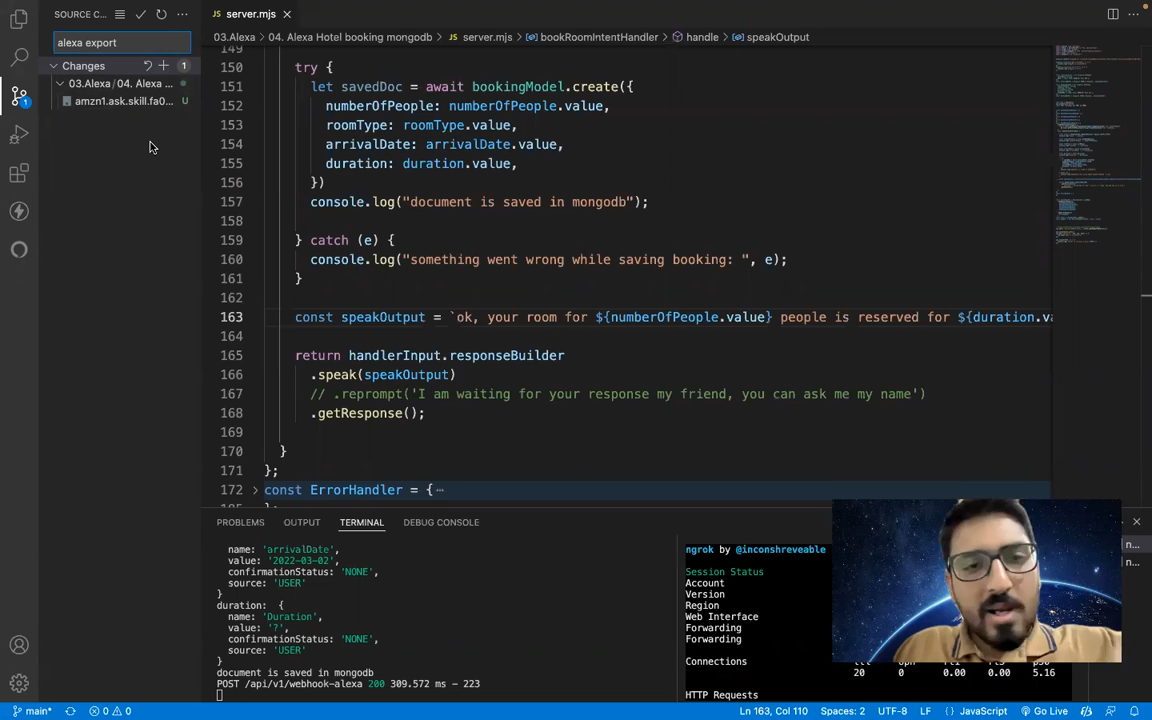 SOURCE C...
server.mjs
alexa export
Changes
1
03.Alexa / 04. Alexa ...
amzn1.ask.skill.fa0...
U
1
03.Alexa
04. Alexa Hotel booking mongodb
server.mjs
bookRoomIntentHandler
handle
speakOutput
149
150 try {
151 let savedDoc = await bookingModel.create({
152 numberOfPeople: numberOfPeople.value,
153 roomType: roomType.value,
154 arrivalDate: arrivalDate.value,
155 duration: duration.value,
156 })
157 console.log("document is saved in mongodb");
158
159 } catch (e) {
160 console.log("something went wrong while saving booking: ", e);
161 }
162
163 const speakOutput = `ok, your room for ${numberOfPeople.value} people is reserved for ${duration.va
164
165 return handlerInput.responseBuilder
166 .speak(speakOutput)
167 // .reprompt('I am waiting for your response my friend, you can ask me my name')
168 .getResponse();
169
170 }
171 };
172 const ErrorHandler = {
PROBLEMS OUTPUT TERMINAL DEBUG CONSOLE
name: 'arrivalDate',
value: '2022-03-02',
confirmationStatus: 'NONE',
source: 'USER'
}
duration: {
name: 'Duration',
value: '?',
confirmationStatus: 'NONE',
source: 'USER'
}
document is saved in mongodb
POST /api/v1/webhook-alexa 200 309.572 ms - 223
ngrok by @inconshreveable
Session Status
Account
Version
Region
Web Interface
Forwarding
Forwarding
Connections
20 0 0.00 0.00 5.16
HTTP Requests
n...
n...
main*
0 0
Ln 163, Col 110
Spaces: 2
UTF-8
LF
JavaScript
Go Live